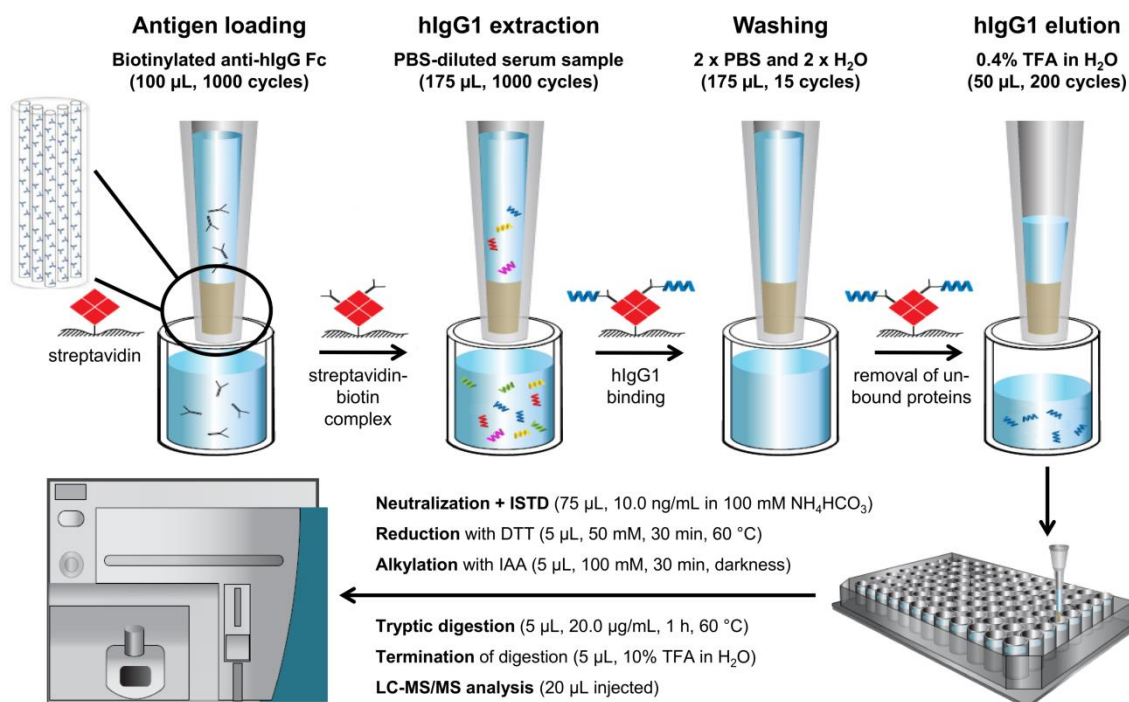 Antigen loading
Biotinylated anti-hIgG Fc
(100 µL, 1000 cycles)
hIgG1 extraction
PBS-diluted serum sample
(175 µL, 1000 cycles)
Washing
2 x PBS and 2 x H₂O
(175 µL, 15 cycles)
hIgG1 elution
0.4% TFA in H₂O
(50 µL, 200 cycles)
streptavidin
streptavidin-
biotin
complex
hIgG1
binding
removal of un-
bound proteins
Neutralization + ISTD (75 µL, 10.0 ng/mL in 100 mM NH₄HCO₃)
Reduction with DTT (5 µL, 50 mM, 30 min, 60 °C)
Alkylation with IAA (5 µL, 100 mM, 30 min, darkness)
Tryptic digestion (5 µL, 20.0 µg/mL, 1 h, 60 °C)
Termination of digestion (5 µL, 10% TFA in H₂O)
LC-MS/MS analysis (20 µL injected)